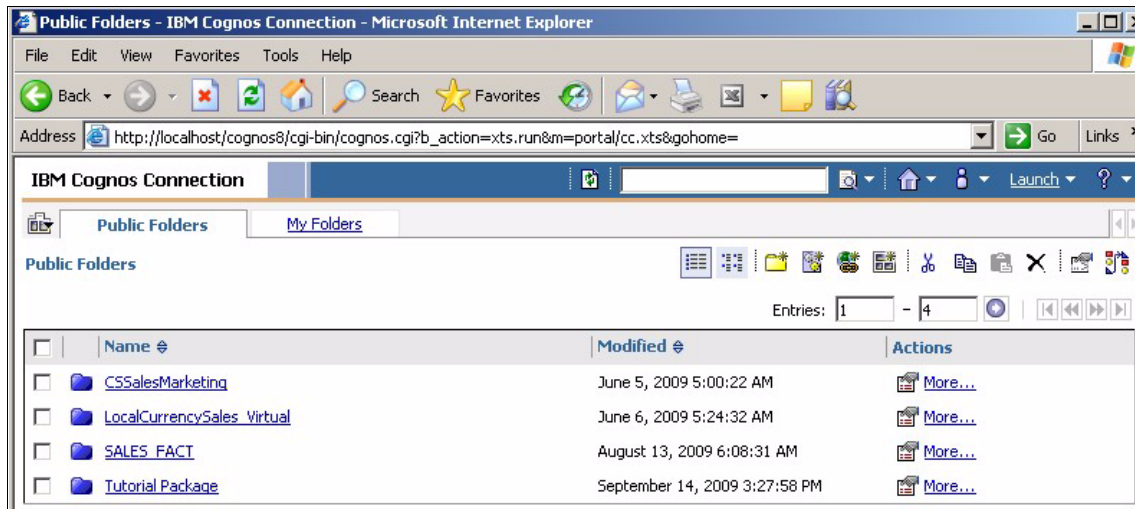 Public Folders - IBM Cognos Connection - Microsoft Internet Explorer
File Edit View Favorites Tools Help
Back Search Favorites
Address http://localhost/cognos8/cgi-bin/cognos.cgi?b_action=xts.run&m=portal/cc.xts&gohome= Go Links
IBM Cognos Connection Launch ?
Public Folders My Folders
Public Folders
Entries: 1 - 4
Name Modified Actions
CSSalesMarketing June 5, 2009 5:00:22 AM More...
LocalCurrencySales_Virtual June 6, 2009 5:24:32 AM More...
SALES_FACT August 13, 2009 6:08:31 AM More...
Tutorial Package September 14, 2009 3:27:58 PM More...